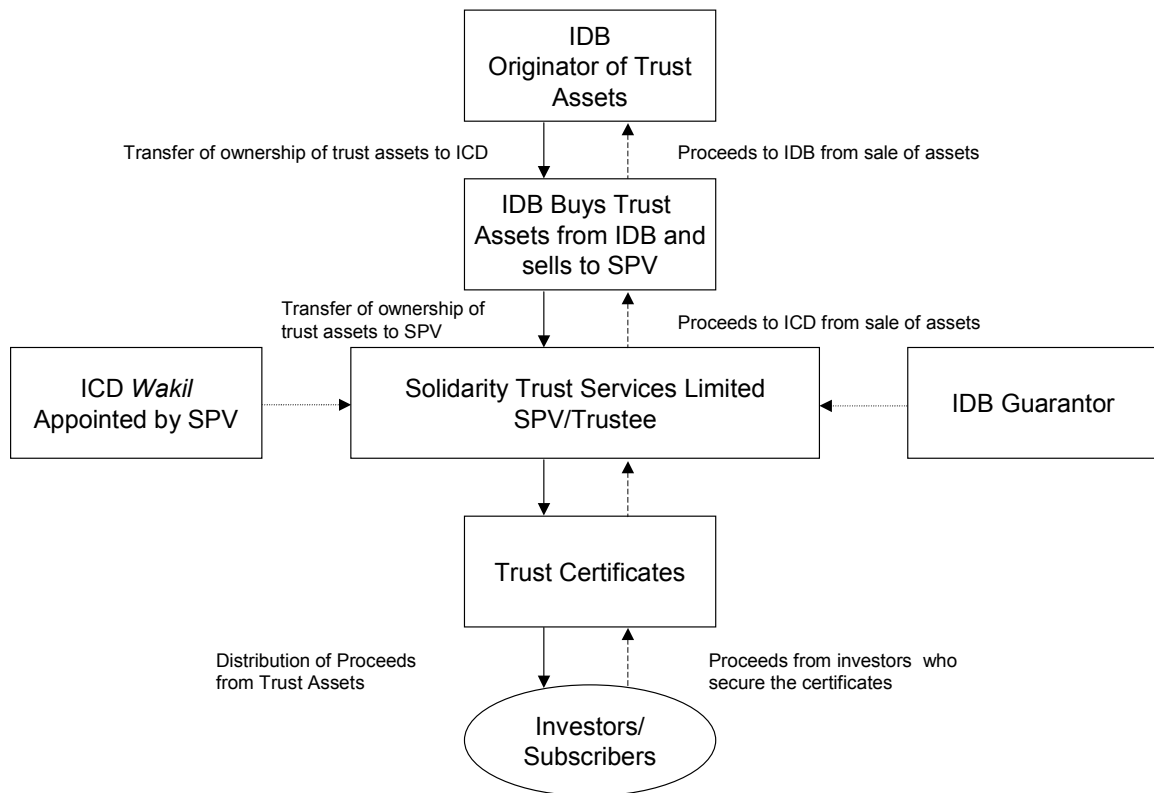 IDB
Originator of Trust
Assets
Transfer of ownership of trust assets to ICD
Proceeds to IDB from sale of assets
IDB Buys Trust
Assets from IDB and
sells to SPV
Transfer of ownership of
trust assets to SPV
Proceeds to ICD from sale of assets
ICD Wakil
Appointed by SPV
Solidarity Trust Services Limited
SPV/Trustee
IDB Guarantor
Trust Certificates
Distribution of Proceeds
from Trust Assets
Proceeds from investors who
secure the certificates
Investors/
Subscribers